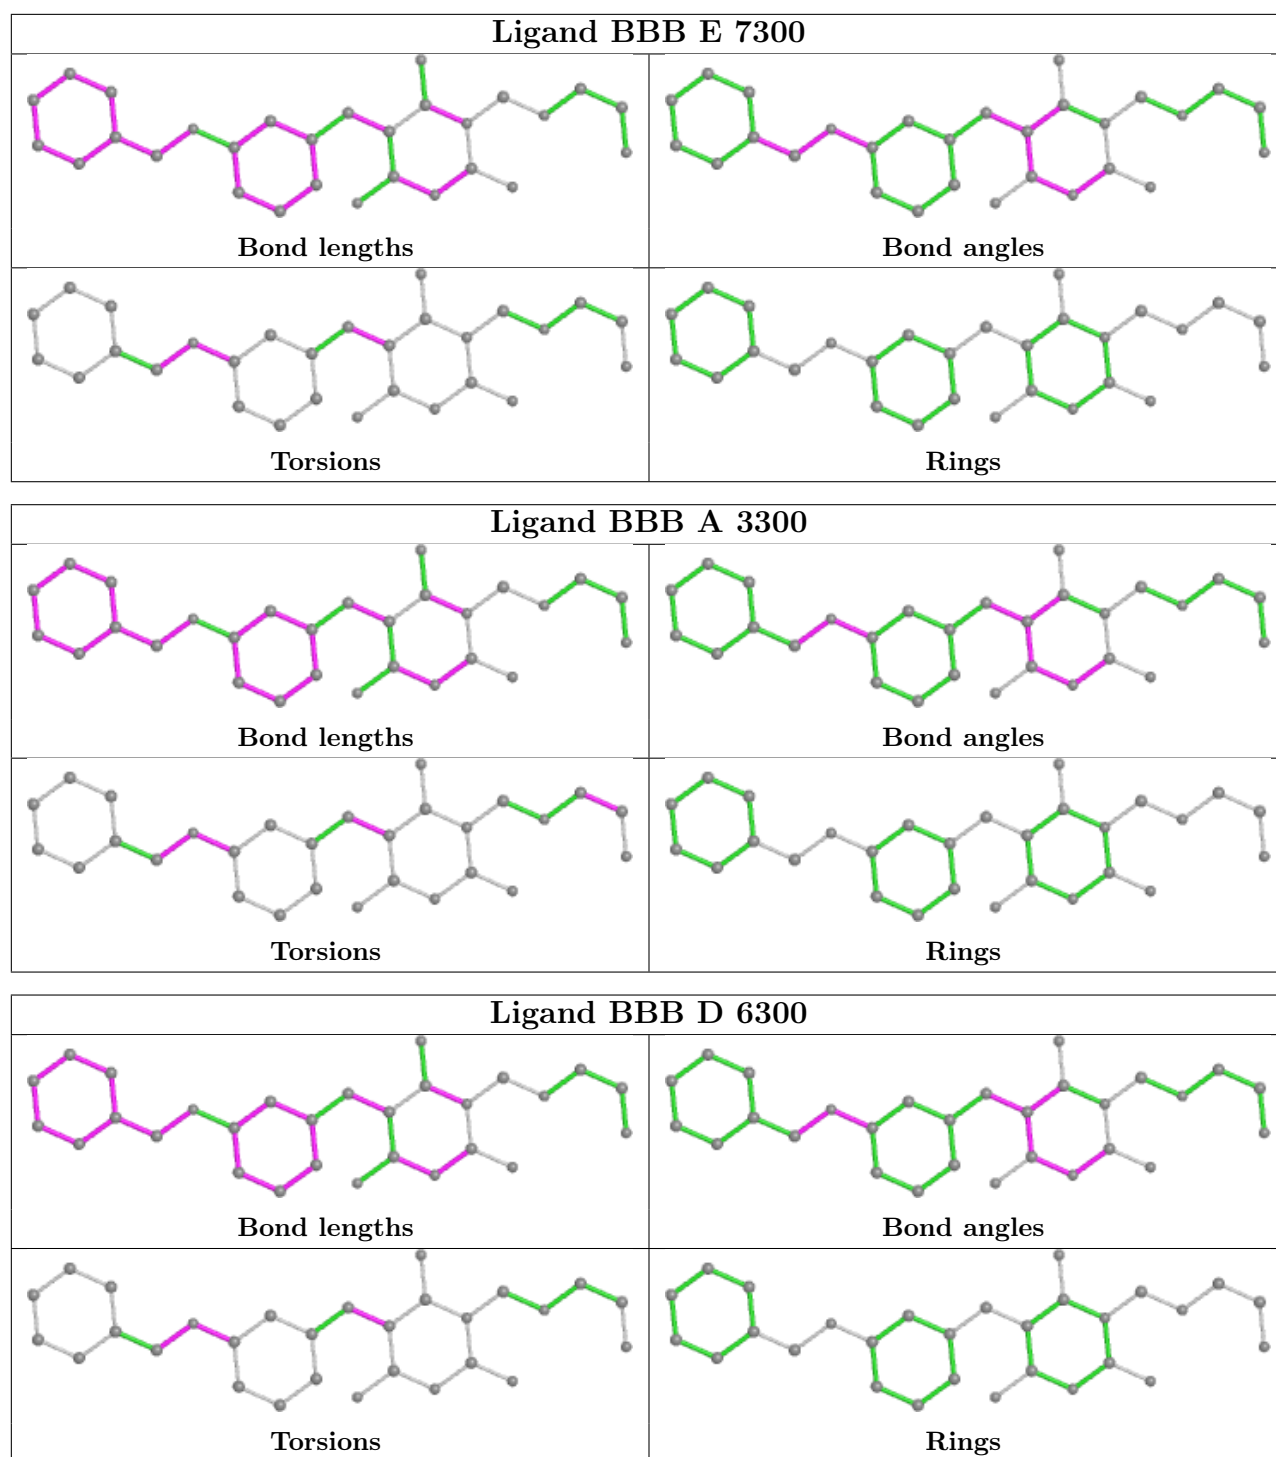 Ligand BBB E 7300
Bond lengths
Bond angles
Torsions
Rings
Ligand BBB A 3300
Bond lengths
Bond angles
Torsions
Rings
Ligand BBB D 6300
Bond lengths
Bond angles
Torsions
Rings